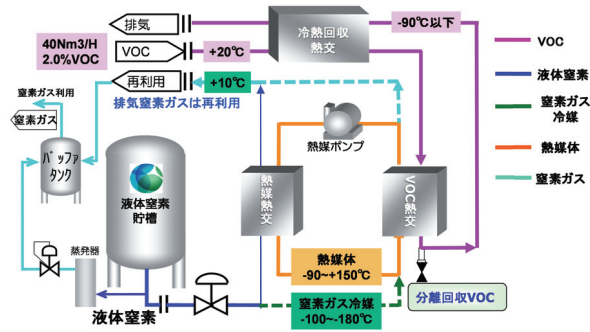 排気
VOC
40Nm3/H
2.0%VOC
+20℃
冷熱回収
熱交
-90℃以下
再利用
+10℃
排気窒素ガスは再利用
窒素ガス利用
窒素ガス
バッファ
タンク
液体窒素
貯槽
蒸発器
液体窒素
熱媒ポンプ
熱媒熱交
VOC熱交
熱媒体
-90~+150℃
窒素ガス冷媒
-100~-180℃
分離回収VOC
VOC
液体窒素
窒素ガス
冷媒
熱媒体
窒素ガス